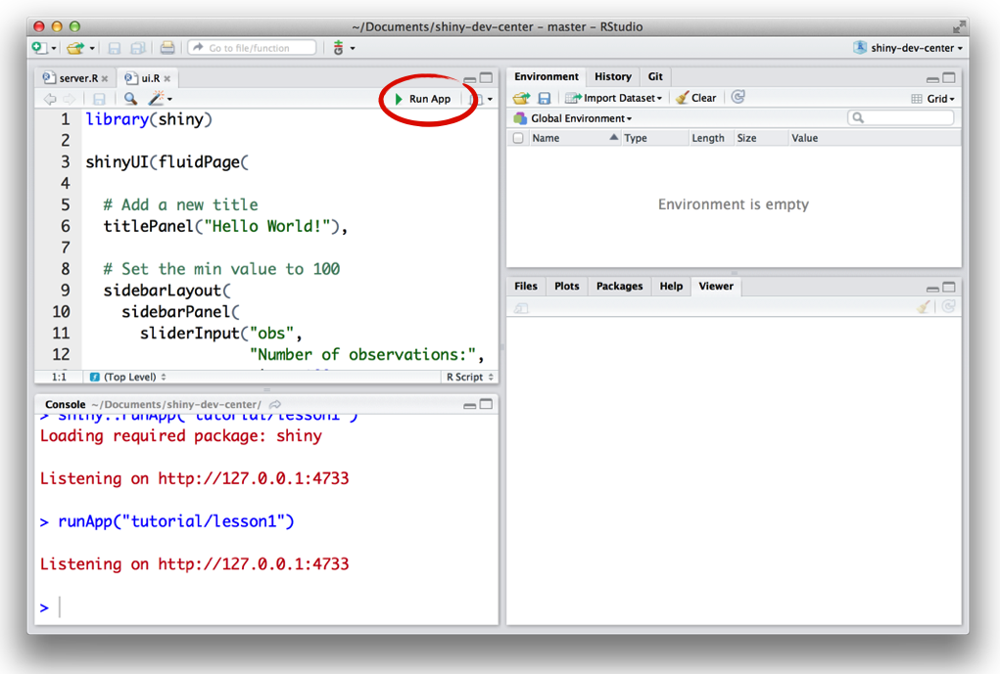 ~/Documents/shiny-dev-center – master – RStudio
Go to file/function
shiny-dev-center
server.R ui.R
Run App
1 library(shiny)
2
3 shinyUI(fluidPage(
4
5 # Add a new title
6 titlePanel("Hello World!"),
7
8 # Set the min value to 100
9 sidebarLayout(
10 sidebarPanel(
11 sliderInput("obs",
12 "Number of observations:",
1:1 (Top Level) R Script
Console ~/Documents/shiny-dev-center/
> shiny::runApp('tutorial/lesson1')
Loading required package: shiny
Listening on http://127.0.0.1:4733
> runApp("tutorial/lesson1")
Listening on http://127.0.0.1:4733
>
Environment History Git
Import Dataset Clear Grid
Global Environment
Name Type Length Size Value
Environment is empty
Files Plots Packages Help Viewer